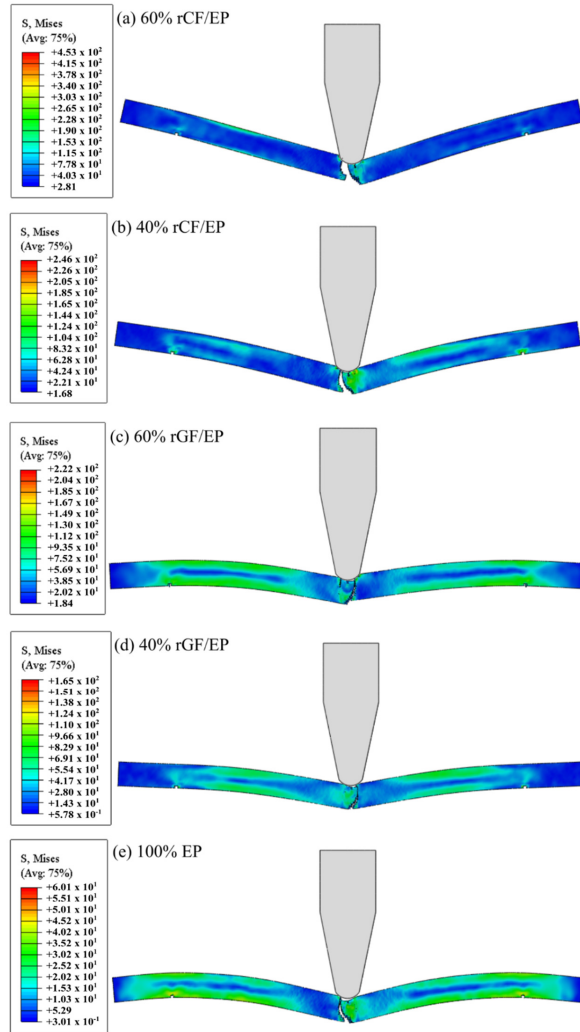 (a) 60% rCF/EP
S, Mises
(Avg: 75%)
+4.53 x 10²
+4.15 x 10²
+3.78 x 10²
+3.40 x 10²
+3.03 x 10²
+2.65 x 10²
+2.28 x 10²
+1.90 x 10²
+1.53 x 10²
+1.15 x 10²
+7.78 x 10¹
+4.03 x 10¹
+2.81
(b) 40% rCF/EP
S, Mises
(Avg: 75%)
+2.46 x 10²
+2.26 x 10²
+2.05 x 10²
+1.85 x 10²
+1.65 x 10²
+1.44 x 10²
+1.24 x 10²
+1.04 x 10²
+8.32 x 10¹
+6.28 x 10¹
+4.24 x 10¹
+2.21 x 10¹
+1.68
(c) 60% rGF/EP
S, Mises
(Avg: 75%)
+2.22 x 10²
+2.04 x 10²
+1.85 x 10²
+1.67 x 10²
+1.49 x 10²
+1.30 x 10²
+1.12 x 10²
+9.35 x 10¹
+7.52 x 10¹
+5.69 x 10¹
+3.85 x 10¹
+2.02 x 10¹
+1.84
(d) 40% rGF/EP
S, Mises
(Avg: 75%)
+1.65 x 10²
+1.51 x 10²
+1.38 x 10²
+1.24 x 10²
+1.10 x 10²
+9.66 x 10¹
+8.29 x 10¹
+6.91 x 10¹
+5.54 x 10¹
+4.17 x 10¹
+2.80 x 10¹
+1.43 x 10¹
+5.78 x 10⁻¹
(e) 100% EP
S, Mises
(Avg: 75%)
+6.01 x 10¹
+5.51 x 10¹
+5.01 x 10¹
+4.52 x 10¹
+4.02 x 10¹
+3.52 x 10¹
+3.02 x 10¹
+2.52 x 10¹
+2.02 x 10¹
+1.53 x 10¹
+1.03 x 10¹
+5.29
+3.01 x 10⁻¹